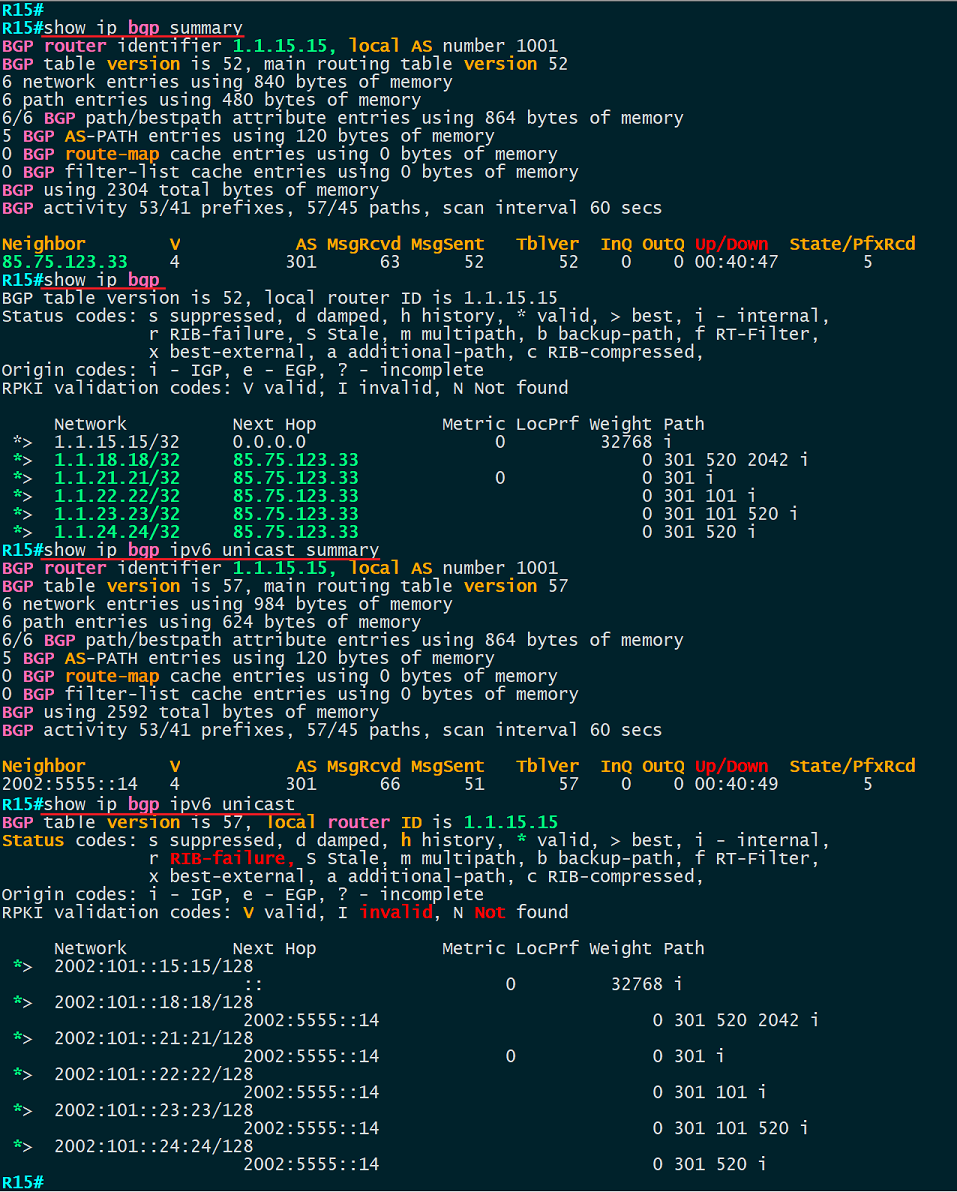 R15#
R15#show ip bgp summary
BGP router identifier 1.1.15.15, local AS number 1001
BGP table version is 52, main routing table version 52
6 network entries using 840 bytes of memory
6 path entries using 480 bytes of memory
6/6 BGP path/bestpath attribute entries using 864 bytes of memory
5 BGP AS-PATH entries using 120 bytes of memory
0 BGP route-map cache entries using 0 bytes of memory
0 BGP filter-list cache entries using 0 bytes of memory
BGP using 2304 total bytes of memory
BGP activity 53/41 prefixes, 57/45 paths, scan interval 60 secs

Neighbor        V           AS MsgRcvd MsgSent   TblVer  InQ OutQ Up/Down  State/PfxRcd
85.75.123.33    4          301      63      52       52    0    0 00:40:47        5
R15#show ip bgp
BGP table version is 52, local router ID is 1.1.15.15
Status codes: s suppressed, d damped, h history, * valid, > best, i - internal,
              r RIB-failure, S Stale, m multipath, b backup-path, f RT-Filter,
              x best-external, a additional-path, c RIB-compressed,
Origin codes: i - IGP, e - EGP, ? - incomplete
RPKI validation codes: V valid, I invalid, N Not found

     Network          Next Hop            Metric LocPrf Weight Path
 *>  1.1.15.15/32     0.0.0.0                  0         32768 i
 *>  1.1.18.18/32     85.75.123.33                           0 301 520 2042 i
 *>  1.1.21.21/32     85.75.123.33             0             0 301 i
 *>  1.1.22.22/32     85.75.123.33                           0 301 101 i
 *>  1.1.23.23/32     85.75.123.33                           0 301 101 520 i
 *>  1.1.24.24/32     85.75.123.33                           0 301 520 i
R15#show ip bgp ipv6 unicast summary
BGP router identifier 1.1.15.15, local AS number 1001
BGP table version is 57, main routing table version 57
6 network entries using 984 bytes of memory
6 path entries using 624 bytes of memory
6/6 BGP path/bestpath attribute entries using 864 bytes of memory
5 BGP AS-PATH entries using 120 bytes of memory
0 BGP route-map cache entries using 0 bytes of memory
0 BGP filter-list cache entries using 0 bytes of memory
BGP using 2592 total bytes of memory
BGP activity 53/41 prefixes, 57/45 paths, scan interval 60 secs

Neighbor        V           AS MsgRcvd MsgSent   TblVer  InQ OutQ Up/Down  State/PfxRcd
2002:5555::14   4          301      66      51       57    0    0 00:40:49        5
R15#show ip bgp ipv6 unicast
BGP table version is 57, local router ID is 1.1.15.15
Status codes: s suppressed, d damped, h history, * valid, > best, i - internal,
              r RIB-failure, S Stale, m multipath, b backup-path, f RT-Filter,
              x best-external, a additional-path, c RIB-compressed,
Origin codes: i - IGP, e - EGP, ? - incomplete
RPKI validation codes: V valid, I invalid, N Not found

     Network          Next Hop            Metric LocPrf Weight Path
 *>  2002:101::15:15/128
                       ::                       0         32768 i
 *>  2002:101::18:18/128
                       2002:5555::14                          0 301 520 2042 i
 *>  2002:101::21:21/128
                       2002:5555::14            0             0 301 i
 *>  2002:101::22:22/128
                       2002:5555::14                          0 301 101 i
 *>  2002:101::23:23/128
                       2002:5555::14                          0 301 101 520 i
 *>  2002:101::24:24/128
                       2002:5555::14                          0 301 520 i
R15#